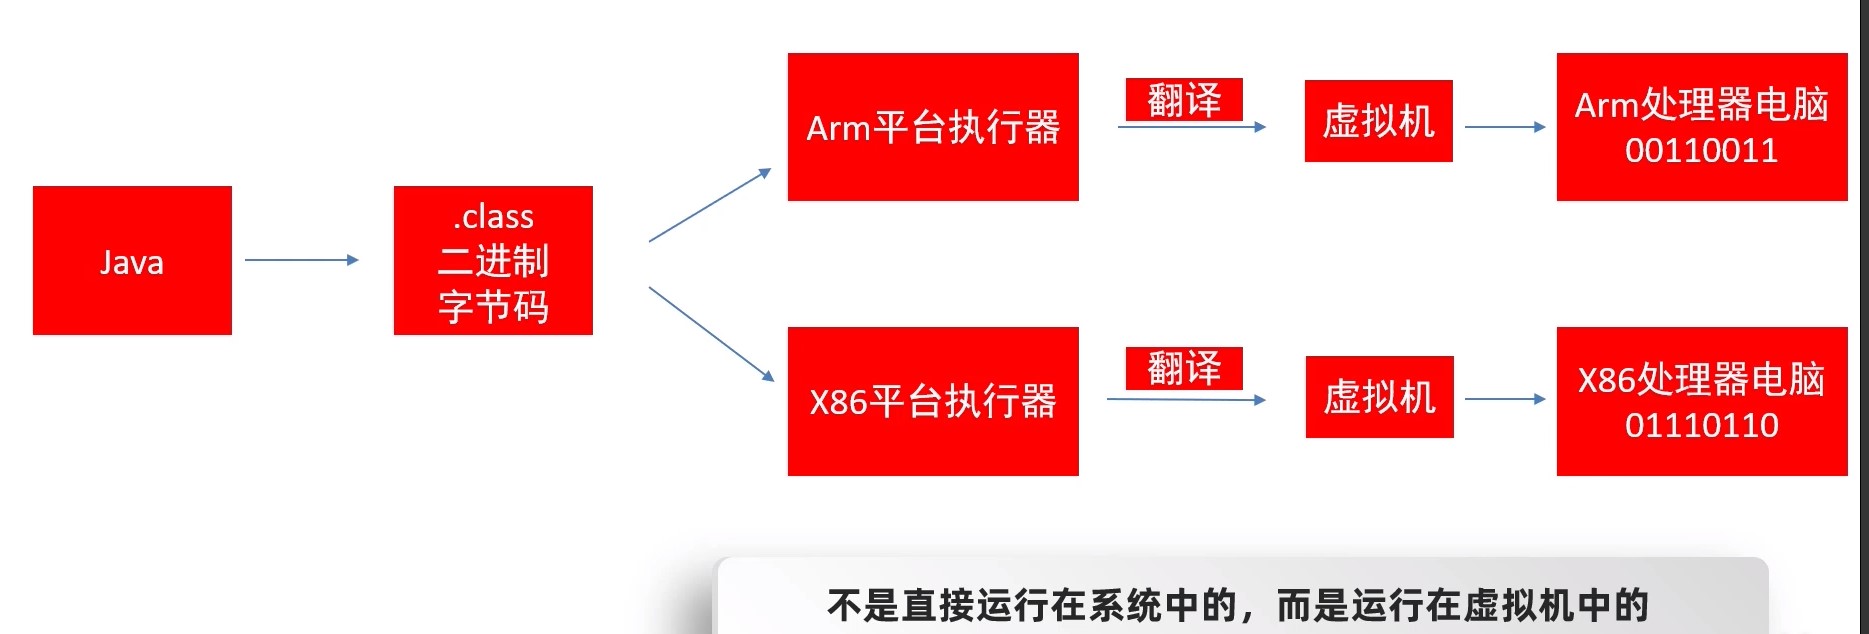 Java
.class
二进制
字节码
Arm平台执行器
翻译
虚拟机
Arm处理器电脑
00110011
X86平台执行器
翻译
虚拟机
X86处理器电脑
01110110
不是直接运行在系统中的，而是运行在虚拟机中的